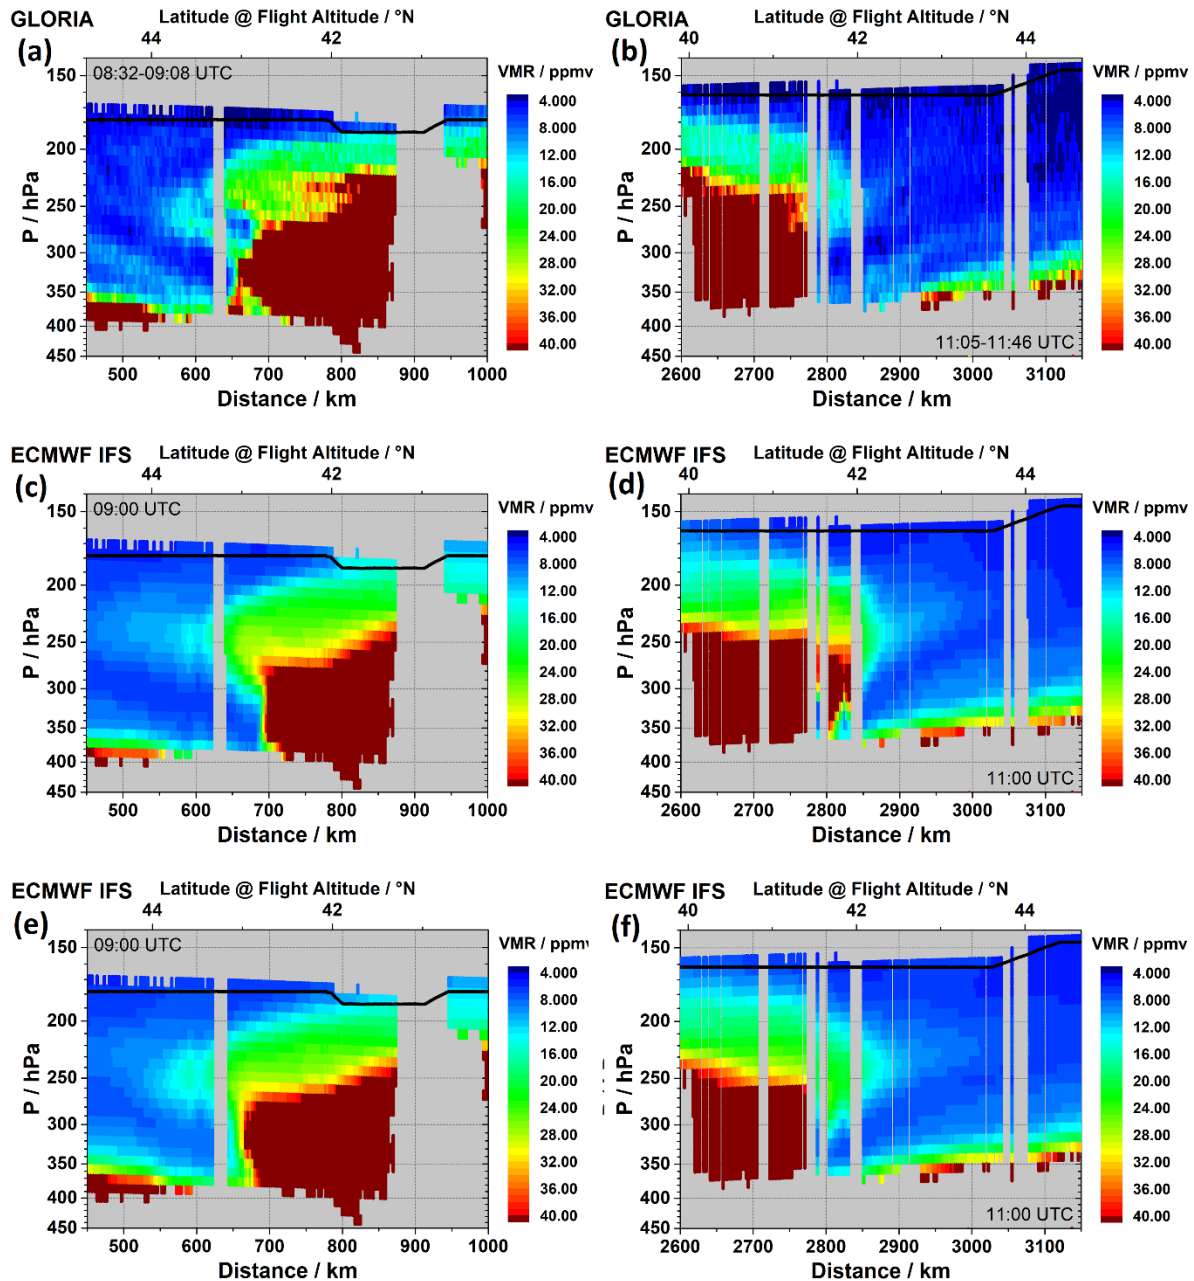 GLORIA Latitude @ Flight Altitude / °N
(a) 44 42
08:32-09:08 UTC
VMR / ppmv
P / hPa
150
200
250
300
350
400
450
4.000
8.000
12.00
16.00
20.00
24.00
28.00
32.00
36.00
40.00
500 600 700 800 900 1000
Distance / km
GLORIA Latitude @ Flight Altitude / °N
(b) 40 42 44
VMR / ppmv
P / hPa
150
200
250
300
350
400
450
4.000
8.000
12.00
16.00
20.00
24.00
28.00
32.00
36.00
40.00
11:05-11:46 UTC
2600 2700 2800 2900 3000 3100
Distance / km
ECMWF IFS Latitude @ Flight Altitude / °N
(c) 44 42
09:00 UTC
VMR / ppmv
P / hPa
150
200
250
300
350
400
450
4.000
8.000
12.00
16.00
20.00
24.00
28.00
32.00
36.00
40.00
500 600 700 800 900 1000
Distance / km
ECMWF IFS Latitude @ Flight Altitude / °N
(d) 40 42 44
VMR / ppmv
P / hPa
150
200
250
300
350
400
450
4.000
8.000
12.00
16.00
20.00
24.00
28.00
32.00
36.00
40.00
11:00 UTC
2600 2700 2800 2900 3000 3100
Distance / km
ECMWF IFS Latitude @ Flight Altitude / °N
(e) 44 42
09:00 UTC
VMR / ppm
P / hPa
150
200
250
300
350
400
450
4.000
8.000
12.00
16.00
20.00
24.00
28.00
32.00
36.00
40.00
500 600 700 800 900 1000
Distance / km
ECMWF IFS Latitude @ Flight Altitude / °N
(f) 40 42 44
VMR / ppmv
P / hPa
150
200
250
300
350
400
450
4.000
8.000
12.00
16.00
20.00
24.00
28.00
32.00
36.00
40.00
11:00 UTC
2600 2700 2800 2900 3000 3100
Distance / km